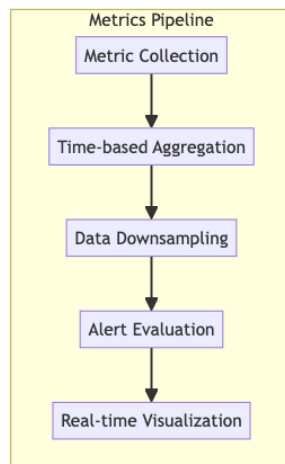 Metrics Pipeline
Metric Collection
Time-based Aggregation
Data Downsampling
Alert Evaluation
Real-time Visualization